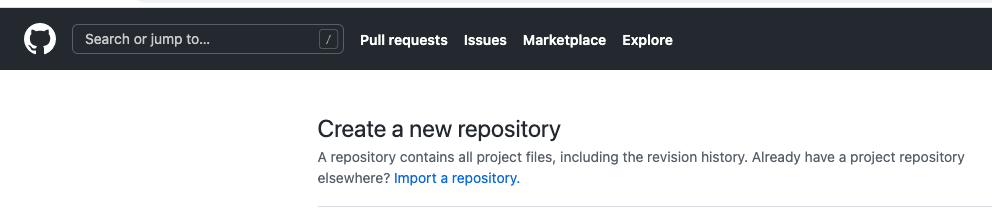 Search or jump to... / Pull requests Issues Marketplace Explore
Create a new repository
A repository contains all project files, including the revision history. Already have a project repository
elsewhere? Import a repository.